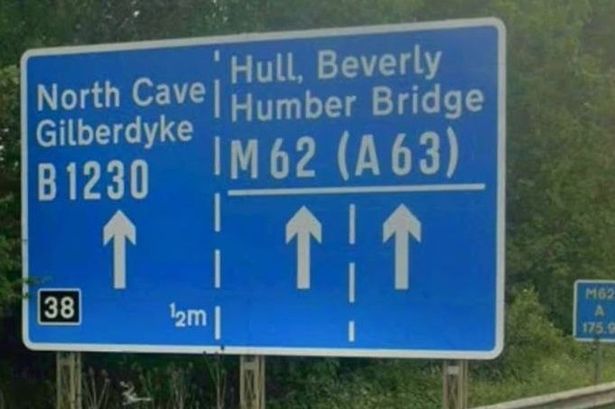 North Cave
Gilberdyke
B1230
38
½m
Hull, Beverly
Humber Bridge
M62 (A63)
M62
A
175.9